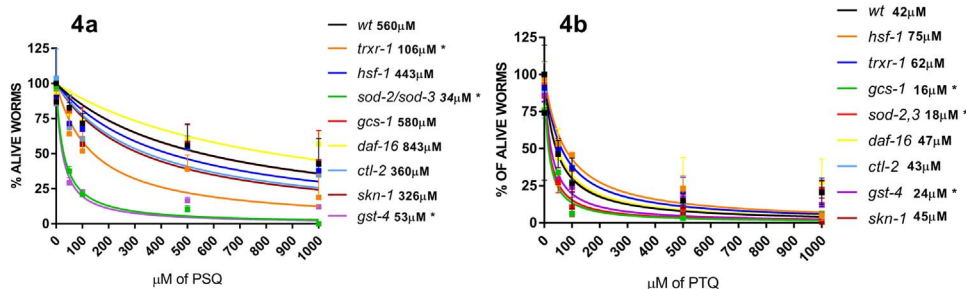 4a
% ALIVE WORMS
125
100
75
50
25
0
0
100
200
300
400
500
600
700
800
900
1000
μM of PSQ
wt 560μM
trxr-1 106μM *
hsf-1 443μM
sod-2/sod-3 34μM *
gcs-1 580μM
daf-16 843μM
ctl-2 360μM
skn-1 326μM
gst-4 53μM *
4b
% OF ALIVE WORMS
125
100
75
50
25
0
0
100
200
300
400
500
600
700
800
900
1000
μM of PTQ
wt 42μM
hsf-1 75μM
trxr-1 62μM
gcs-1 16μM *
sod-2,3 18μM *
daf-16 47μM
ctl-2 43μM
gst-4 24μM *
skn-1 45μM